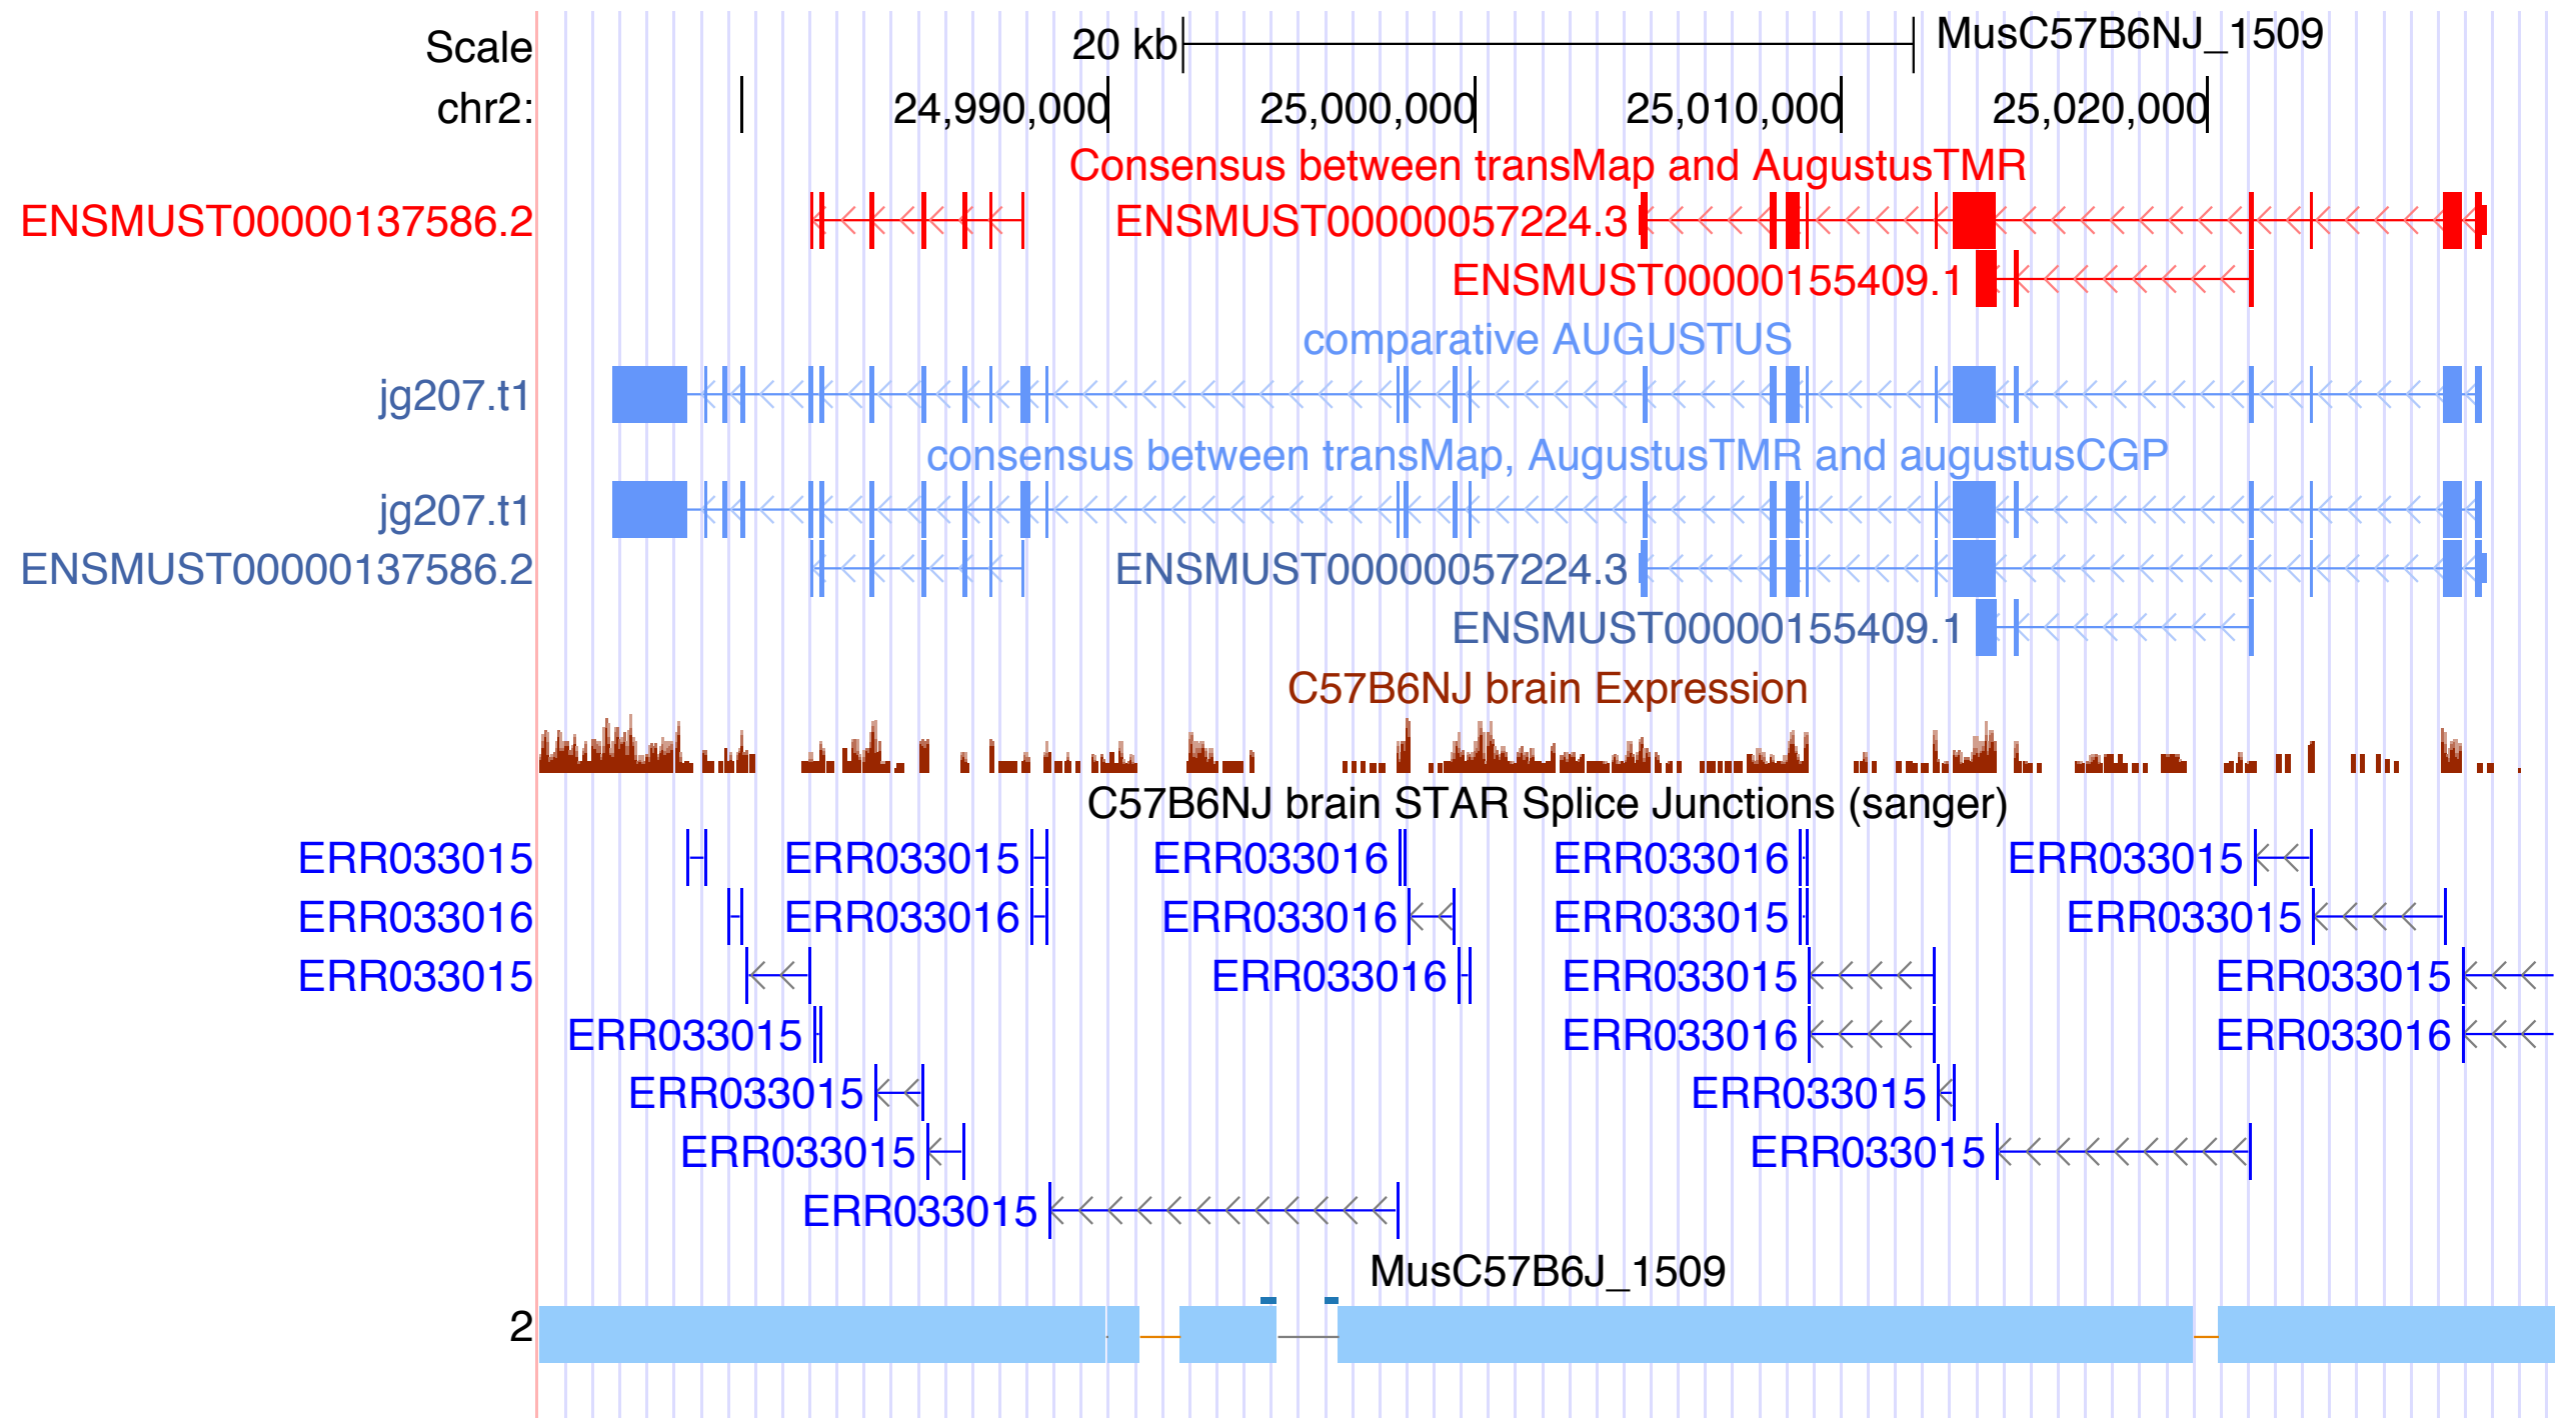 Scale 20 kb MusC57B6NJ_1509
chr2: 24,990,000 25,000,000 25,010,000 25,020,000
Consensus between transMap and AugustusTMR
ENSMUST00000137586.2 ENSMUST00000057224.3
ENSMUST00000155409.1
comparative AUGUSTUS
jg207.t1
consensus between transMap, AugustusTMR and augustusCGP
jg207.t1
ENSMUST00000137586.2 ENSMUST00000057224.3
ENSMUST00000155409.1
C57B6NJ brain Expression
C57B6NJ brain STAR Splice Junctions (sanger)
ERR033015 ERR033015 ERR033016 ERR033016 ERR033015
ERR033016 ERR033016 ERR033016 ERR033015 ERR033015
ERR033015 ERR033016 ERR033015 ERR033015
ERR033015 ERR033016 ERR033016
ERR033015 ERR033015
ERR033015 ERR033015
ERR033015
MusC57B6J_1509
2